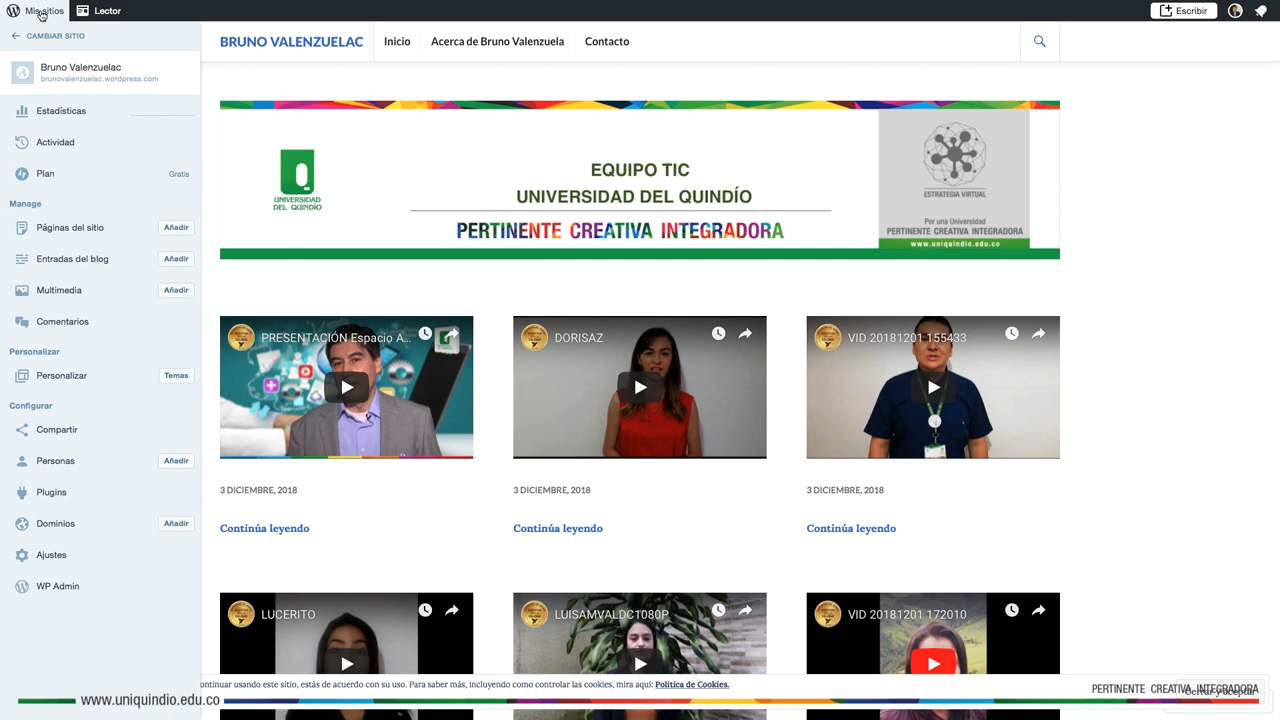 Mis sitios
Lector
Escribir
CAMBIAR SITIO
Bruno Valenzuelac
brunovalenzuelac.wordpress.com
Estadísticas
Actividad
Plan Gratis
Manage
Páginas del sitio Añadir
Entradas del blog Añadir
Multimedia Añadir
Comentarios
Personalizar
Personalizar Temas
Configurar
Compartir
Personas Añadir
Plugins
Dominios Añadir
Ajustes
WP Admin
BRUNO VALENZUELAC Inicio Acerca de Bruno Valenzuela Contacto
UNIVERSIDAD
DEL QUINDÍO
EQUIPO TIC
UNIVERSIDAD DEL QUINDÍO
PERTINENTE CREATIVA INTEGRADORA
ESTRATEGIA VIRTUAL
Por una Universidad
PERTINENTE CREATIVA INTEGRADORA
www.uniquindio.edu.co
PRESENTACIÓN Espacio A...
DORISAZ
VID 20181201 155433
3 DICIEMBRE, 2018
3 DICIEMBRE, 2018
3 DICIEMBRE, 2018
Continúa leyendo
Continúa leyendo
Continúa leyendo
LUCERITO
LUISAMVALDC1080P
VID 20181201 172010
ontinuar usando este sitio, estás de acuerdo con su uso. Para saber más, incluyendo como controlar las cookies, mira aquí: Política de Cookies.
Cerrar y aceptar
www.uniquindio.edu.co
PERTINENTE CREATIVA INTEGRADORA